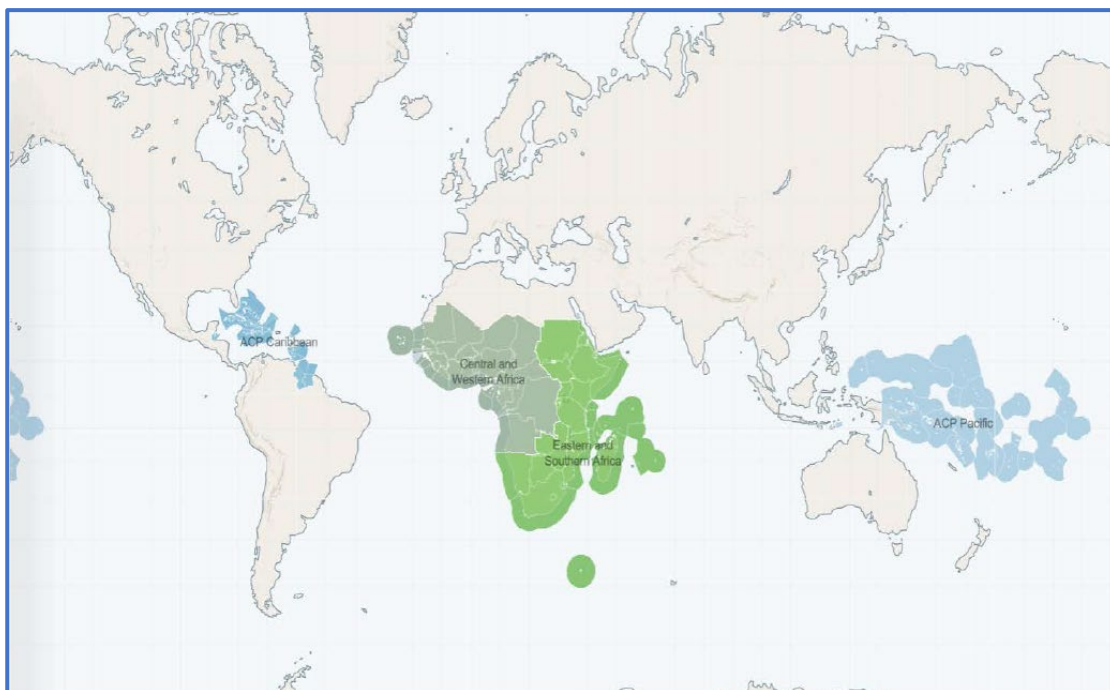 ACP Caribbean
Central and
Western Africa
ACP Pacific
Eastern and
Southern Africa